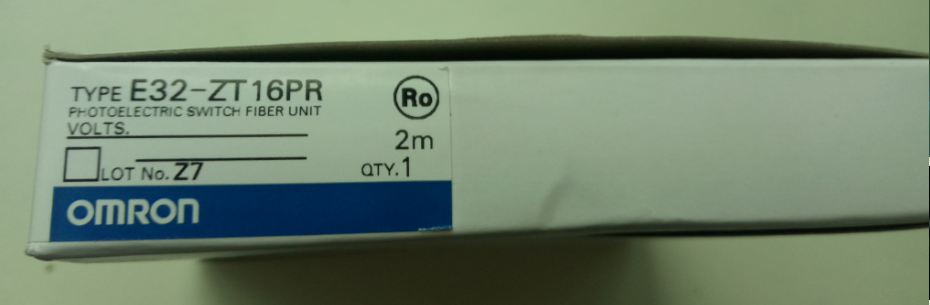 TYPE E32-ZT16PR
Ro
PHOTOELECTRIC SWITCH FIBER UNIT
VOLTS.
2m
LOT No. Z7
QTY.1
OMRON